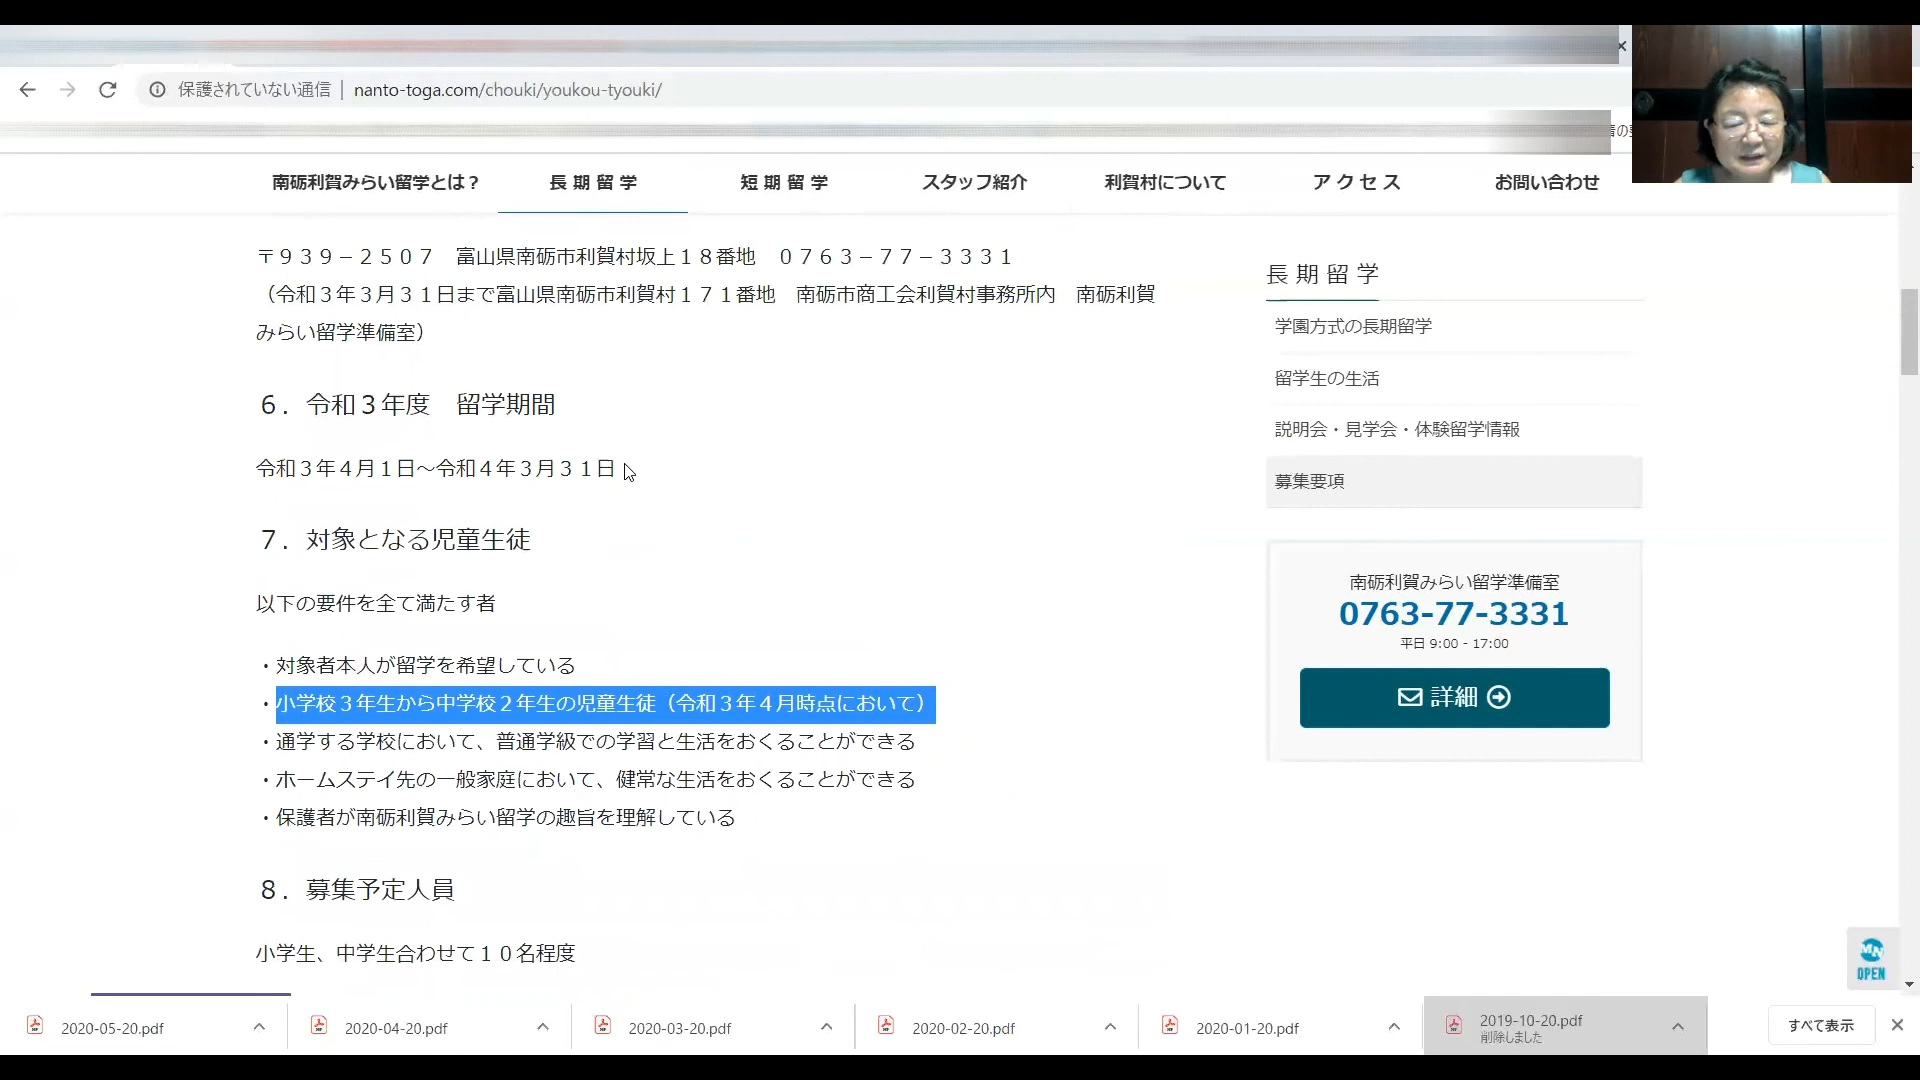 保護されていない通信 | nanto-toga.com/chouki/youkou-tyouki/
南砺利賀みらい留学とは? 長期留学 短期留学 スタッフ紹介 利賀村について アクセス お問い合わせ
〒９３９－２５０７　富山県南砺市利賀村坂上１８番地　０７６３－７７－３３３１
（令和３年３月３１日まで富山県南砺市利賀村１７１番地　南砺市商工会利賀村事務所内　南砺利賀
みらい留学準備室）
６．令和３年度　留学期間
令和３年４月１日～令和４年３月３１日
７．対象となる児童生徒
以下の要件を全て満たす者
・対象者本人が留学を希望している
・小学校３年生から中学校２年生の児童生徒（令和３年４月時点において）
・通学する学校において、普通学級での学習と生活をおくることができる
・ホームステイ先の一般家庭において、健常な生活をおくることができる
・保護者が南砺利賀みらい留学の趣旨を理解している
８．募集予定人員
小学生、中学生合わせて１０名程度
長期留学
学園方式の長期留学
留学生の生活
説明会・見学会・体験留学情報
募集要項
南砺利賀みらい留学準備室
0763-77-3331
平日 9:00 - 17:00
詳細
OPEN
2020-05-20.pdf 2020-04-20.pdf 2020-03-20.pdf 2020-02-20.pdf 2020-01-20.pdf 2019-10-20.pdf
削除しました
すべて表示